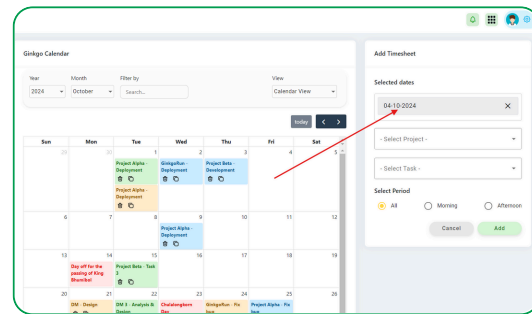 Ginkgo Calendar
Year
Month
Filter by
View
2024
October
Search...
Calendar View
today
Sun
Mon
Tue
Wed
Thu
Fri
Sat
29
30
1
2
3
4
5
Project Alpha -
Deployment
GinkgoRun -
Deployment
Project Beta -
Development
Project Alpha -
Deployment
6
7
8
9
10
11
12
Project Alpha -
Deployment
13
14
15
16
17
18
19
Day off for the
passing of King
Bhumibol
Project Beta - Task
3
20
21
22
23
24
25
26
DM - Design
DM 3 - Analysis &
Design
Chulalongkorn
Day
GinkgoRun - Fix
bug
Project Alpha - Fix
bug
Add Timesheet
Selected dates
04-10-2024
- Select Project -
- Select Task -
Select Period
All
Morning
Afternoon
Cancel
Add